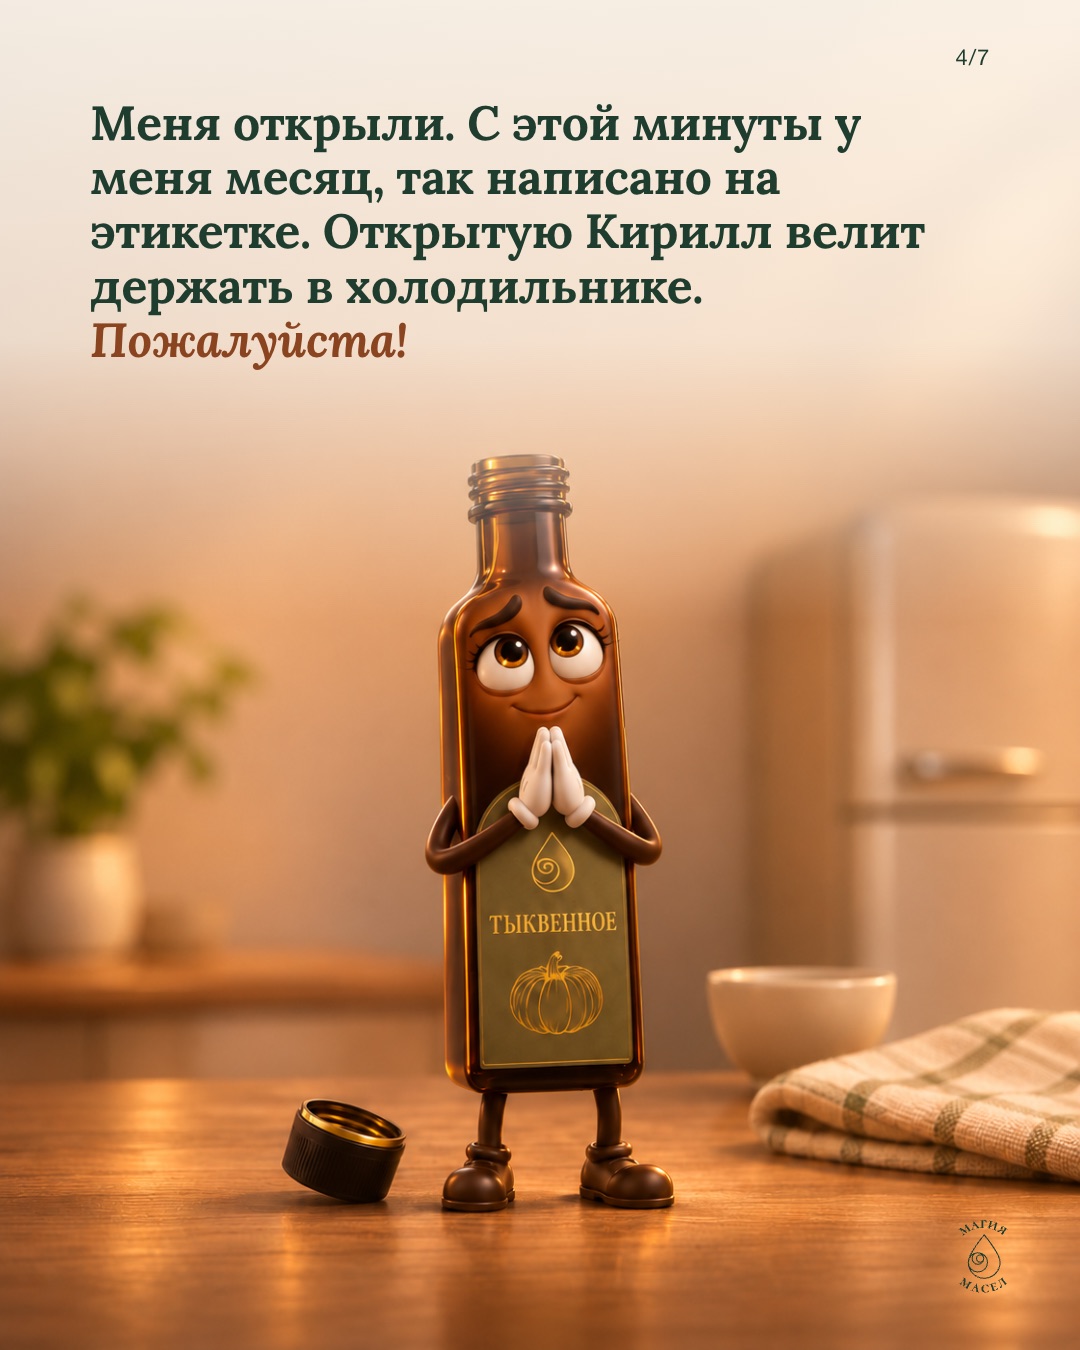 4/7
Меня открыли. С этой минуты у
меня месяц, так написано на
этикетке. Открытую Кирилл велит
держать в холодильнике.
Пожалуйста!
ТЫКВЕННОЕ
МАГИЯ
МАСЕЛ